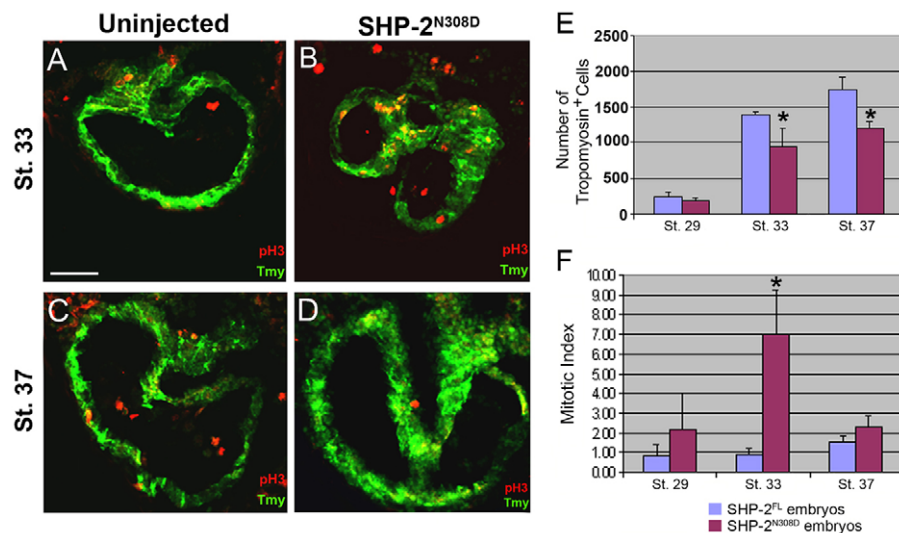 Uninjected
SHP-2N308D
St. 33
St. 37
A
pH3
Tmy
B
pH3
Tmy
C
pH3
Tmy
D
pH3
Tmy
E
Number of
Tropomyosin+Cells
2500
2000
1500
1000
500
0
*
*
St. 29
St. 33
St. 37
F
Mitotic Index
10.00
9.00
8.00
7.00
6.00
5.00
4.00
3.00
2.00
1.00
0.00
*
St. 29
St. 33
St. 37
SHP-2FL embryos
SHP-2N308D embryos